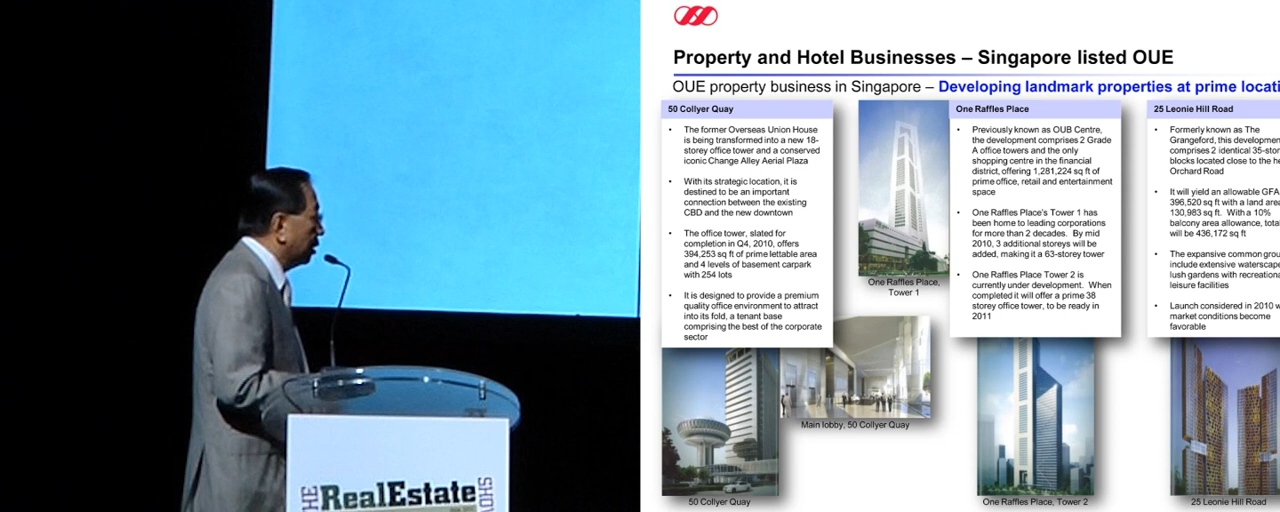 THE
RealEstate
SHOW
Property and Hotel Businesses – Singapore listed OUE
OUE property business in Singapore – Developing landmark properties at prime locati
50 Collyer Quay
• The former Overseas Union House
is being transformed into a new 18-
storey office tower and a conserved
iconic Change Alley Aerial Plaza
• With its strategic location, it is
destined to be an important
connection between the existing
CBD and the new downtown
• The office tower, slated for
completion in Q4, 2010, offers
394,253 sq ft of prime lettable area
and 4 levels of basement carpark
with 254 lots
• It is designed to provide a premium
quality office environment to attract
into its fold, a tenant base
comprising the best of the corporate
sector
One Raffles Place,
Tower 1
Main lobby, 50 Collyer Quay
50 Collyer Quay
One Raffles Place
• Previously known as OUB Centre,
the development comprises 2 Grade
A office towers and the only
shopping centre in the financial
district, offering 1,281,224 sq ft of
prime office, retail and entertainment
space
• One Raffles Place's Tower 1 has
been home to leading corporations
for more than 2 decades. By mid
2010, 3 additional storeys will be
added, making it a 63-storey tower
• One Raffles Place Tower 2 is
currently under development. When
completed it will offer a prime 38
storey office tower, to be ready in
2011
One Raffles Place, Tower 2
25 Leonie Hill Road
• Formerly known as The
Grangeford, this developmen
comprises 2 identical 35-stor
blocks located close to the he
Orchard Road
• It will yield an allowable GFA
396,520 sq ft with a land area
130,983 sq ft. With a 10%
balcony area allowance, total
will be 436,172 sq ft
• The expansive common grou
include extensive waterscape
lush gardens with recreationa
leisure facilities
• Launch considered in 2010 w
market conditions become
favorable
25 Leonie Hill Road